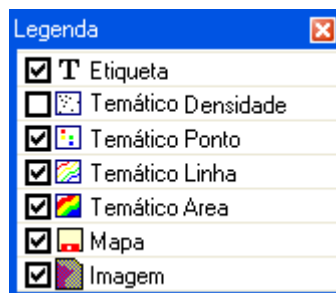 Legenda
T Etiqueta
Temático Densidade
Temático Ponto
Temático Linha
Temático Area
Mapa
Imagem